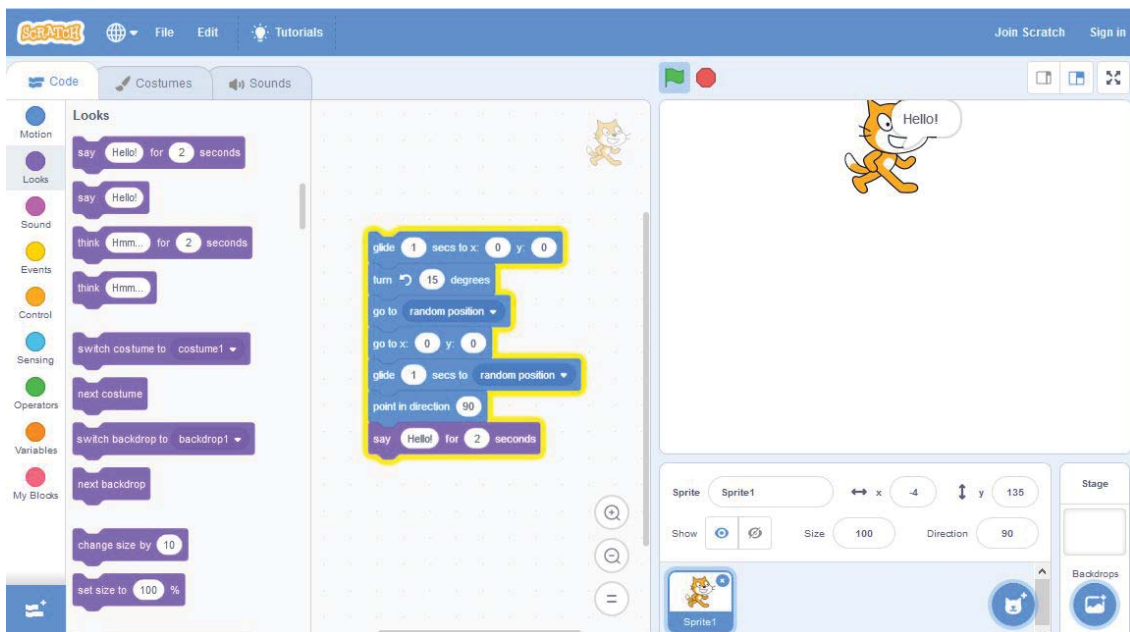 SCRATCH File Edit Tutorials Join Scratch Sign in
Code Costumes Sounds
Motion
Looks
Sound
Events
Control
Sensing
Operators
Variables
My Blocks
Looks
say Hello! for 2 seconds
say Hello!
think Hmm... for 2 seconds
think Hmm...
switch costume to costume1
next costume
switch backdrop to backdrop1
next backdrop
change size by 10
set size to 100 %
glide 1 secs to x: 0 y: 0
turn 15 degrees
go to random position
go to x: 0 y: 0
glide 1 secs to random position
point in direction 90
say Hello! for 2 seconds
Hello!
Sprite Sprite1 x -4 y 135
Show Size 100 Direction 90
Sprite1
Stage
Backdrops